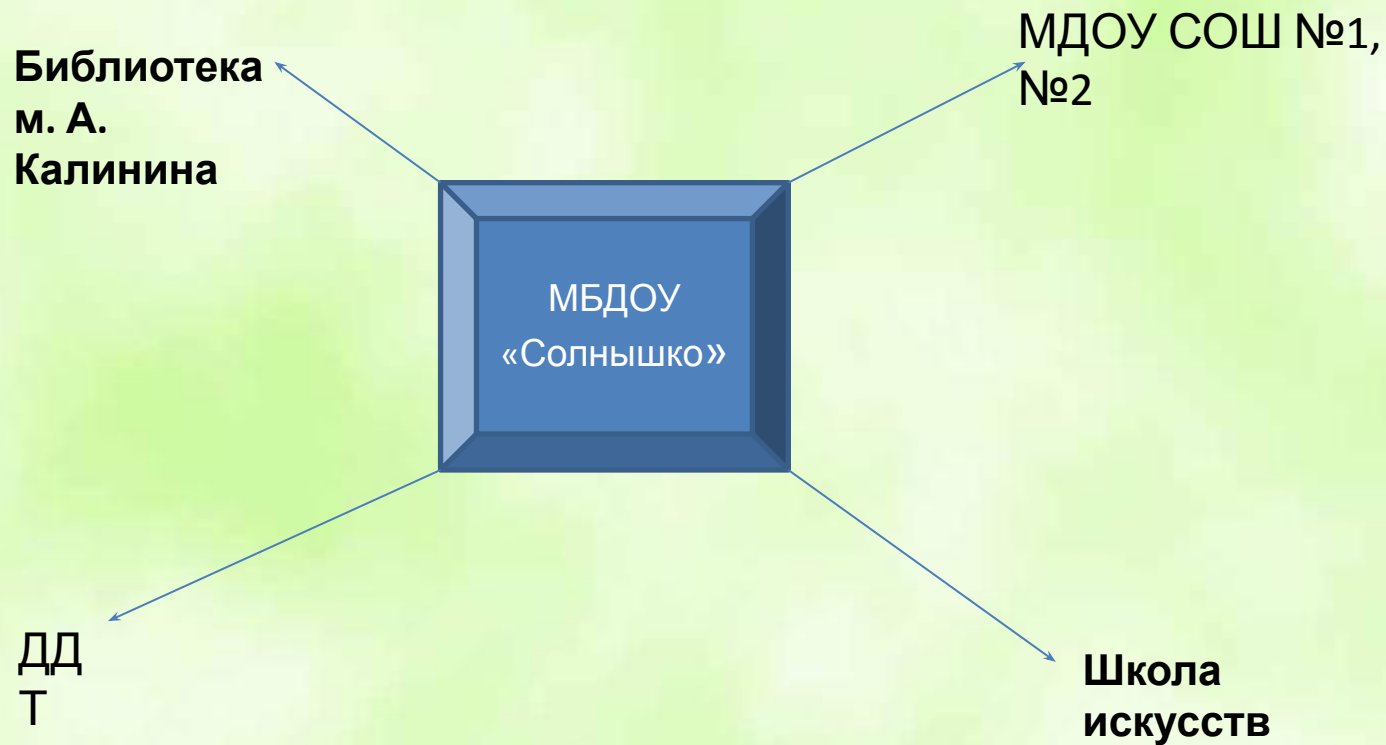 Библиотека
м. А.
Калинина
МДОУ СОШ №1,
№2
МБДОУ
«Солнышко»
ДД
Т
Школа
искусств